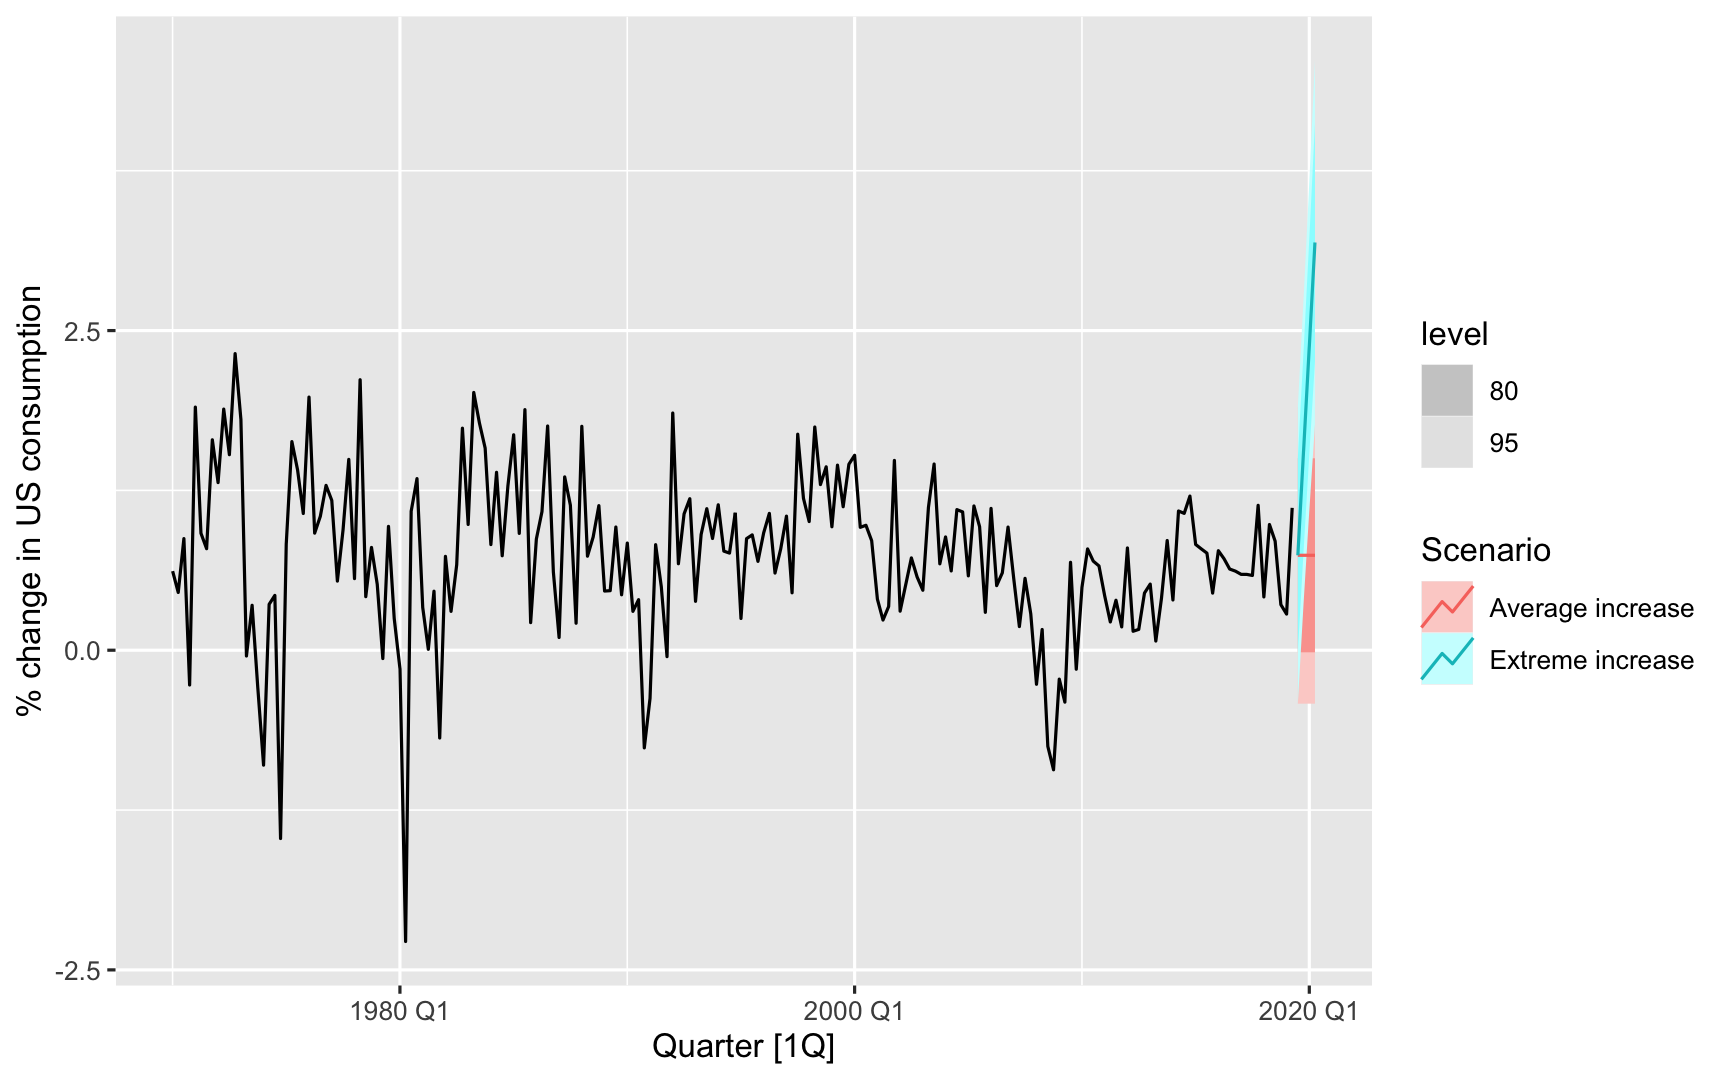 % change in US consumption
2.5
0.0
-2.5
1980 Q1
2000 Q1
2020 Q1
Quarter [1Q]
level
80
95
Scenario
Average increase
Extreme increase